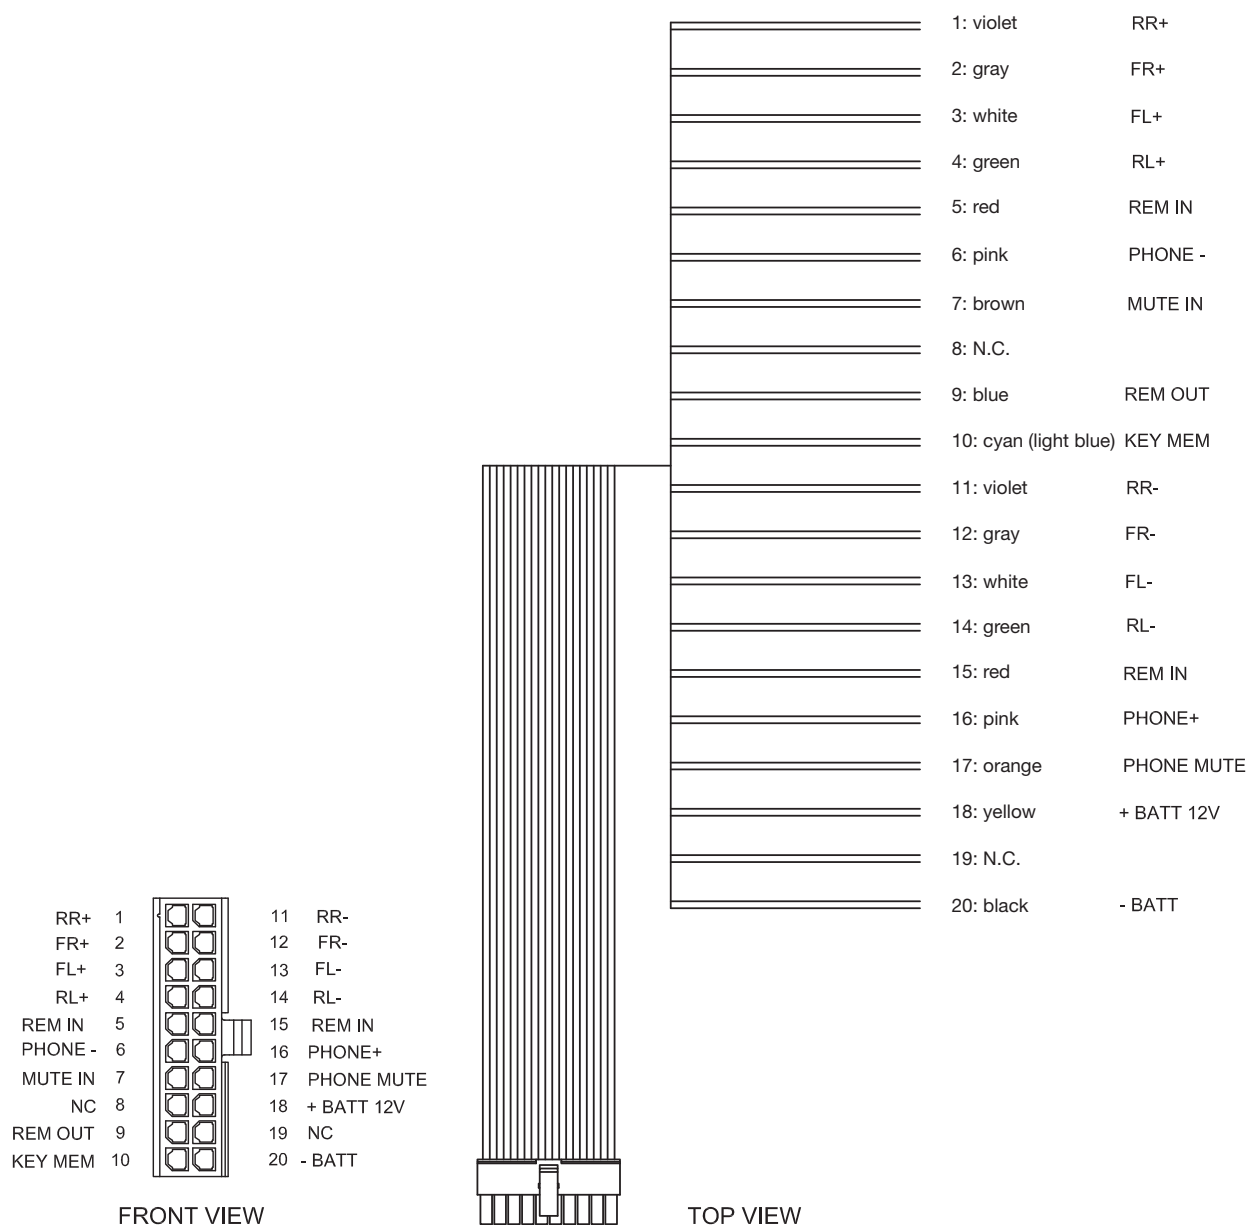 1: violet RR+
2: gray FR+
3: white FL+
4: green RL+
5: red REM IN
6: pink PHONE -
7: brown MUTE IN
8: N.C.
9: blue REM OUT
10: cyan (light blue) KEY MEM
11: violet RR-
12: gray FR-
13: white FL-
14: green RL-
15: red REM IN
16: pink PHONE+
17: orange PHONE MUTE
18: yellow + BATT 12V
19: N.C.
20: black - BATT
RR+ 1 11 RR-
FR+ 2 12 FR-
FL+ 3 13 FL-
RL+ 4 14 RL-
REM IN 5 15 REM IN
PHONE - 6 16 PHONE+
MUTE IN 7 17 PHONE MUTE
NC 8 18 + BATT 12V
REM OUT 9 19 NC
KEY MEM 10 20 - BATT
FRONT VIEW TOP VIEW